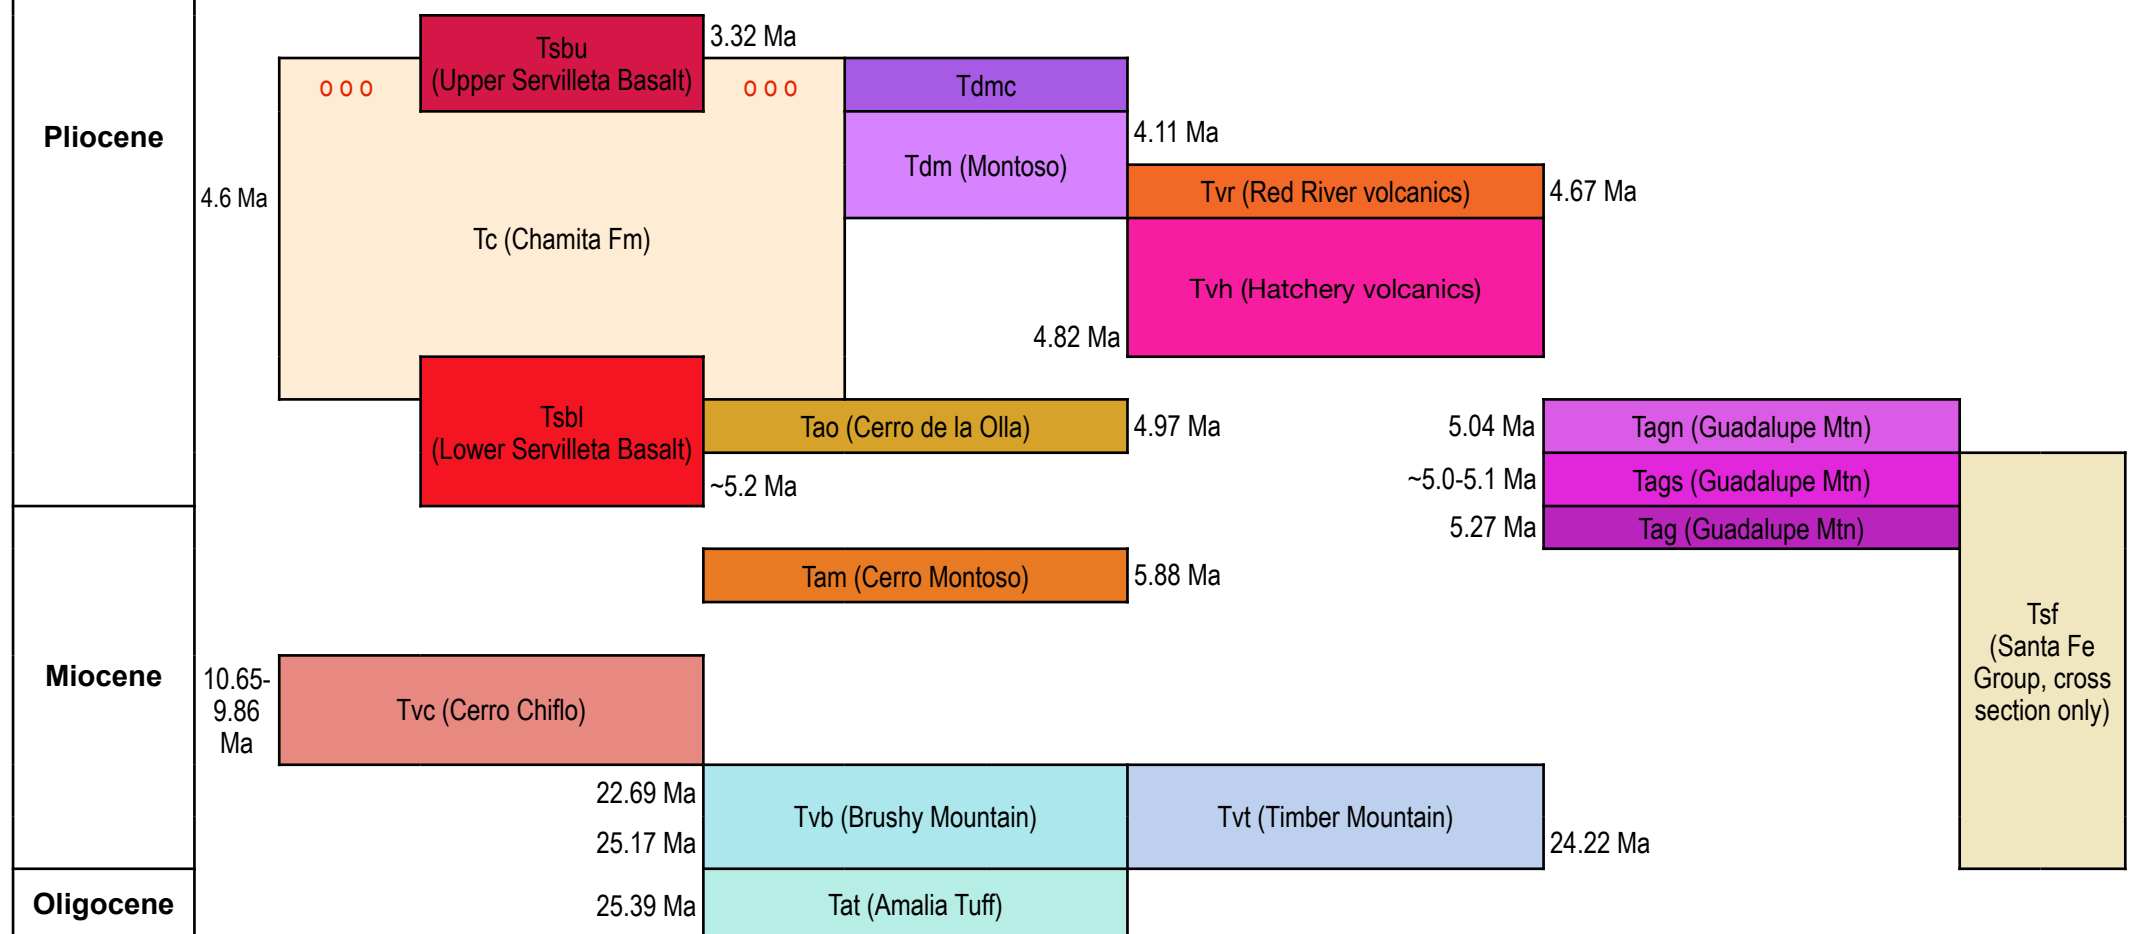 Tsbu
(Upper Servilleta Basalt)
3.32 Ma
o o o
o o o
Tdmc
Pliocene
4.11 Ma
Tdm (Montoso)
4.6 Ma
Tvr (Red River volcanics)
4.67 Ma
Tc (Chamita Fm)
Tvh (Hatchery volcanics)
4.82 Ma
Tsbl
(Lower Servilleta Basalt)
Tao (Cerro de la Olla)
4.97 Ma
5.04 Ma
Tagn (Guadalupe Mtn)
~5.2 Ma
~5.0-5.1 Ma
Tags (Guadalupe Mtn)
5.27 Ma
Tag (Guadalupe Mtn)
Tam (Cerro Montoso)
5.88 Ma
Tsf
(Santa Fe
Group, cross
section only)
Miocene
10.65-
9.86
Ma
Tvc (Cerro Chiflo)
22.69 Ma
25.17 Ma
Tvb (Brushy Mountain)
Tvt (Timber Mountain)
24.22 Ma
Oligocene
25.39 Ma
Tat (Amalia Tuff)